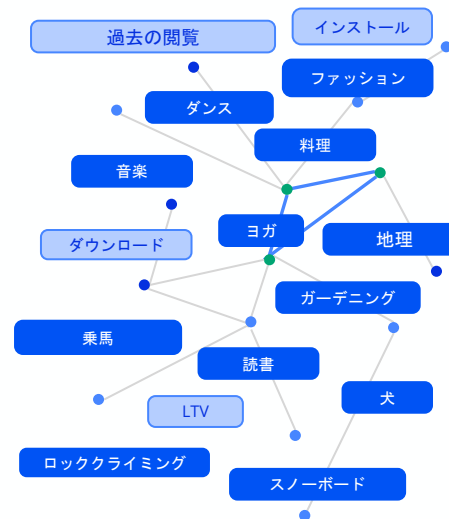 過去の閲覧
インストール
ファッション
ダンス
料理
音楽
ヨガ
地理
ダウンロード
ガーデニング
乗馬
読書
犬
LTV
ロッククライミング
スノーボード